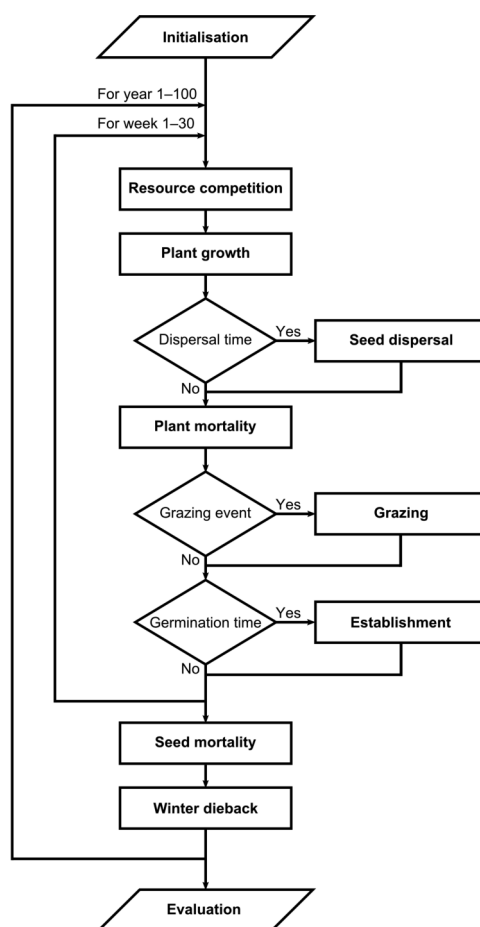 Initialisation
For year 1–100
For week 1–30
Resource competition
Plant growth
Dispersal time
Yes
Seed dispersal
No
Plant mortality
Grazing event
Yes
Grazing
No
Germination time
Yes
Establishment
No
Seed mortality
Winter dieback
Evaluation